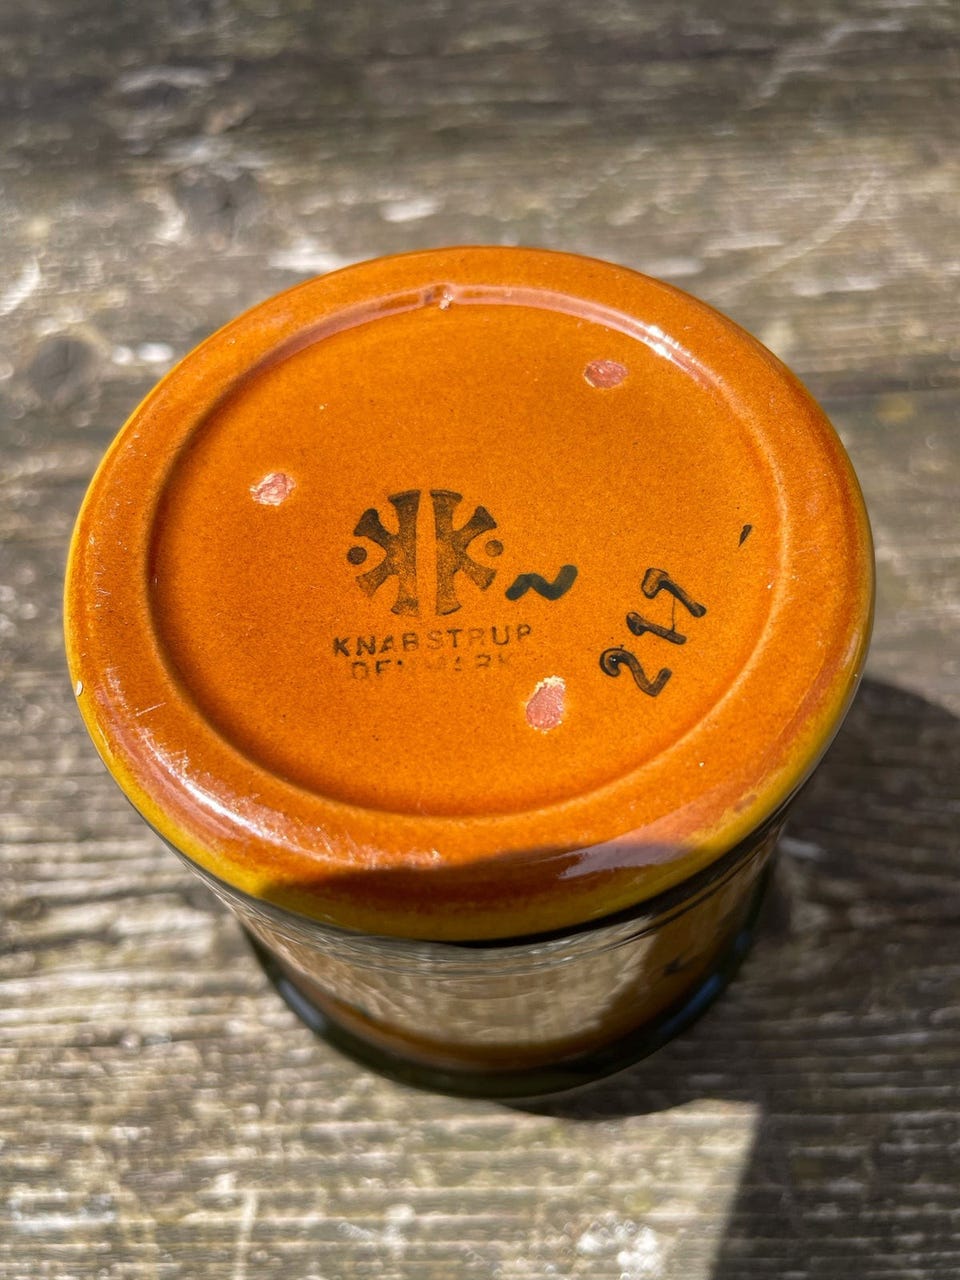 KNABSTRUP
DENMARK
217